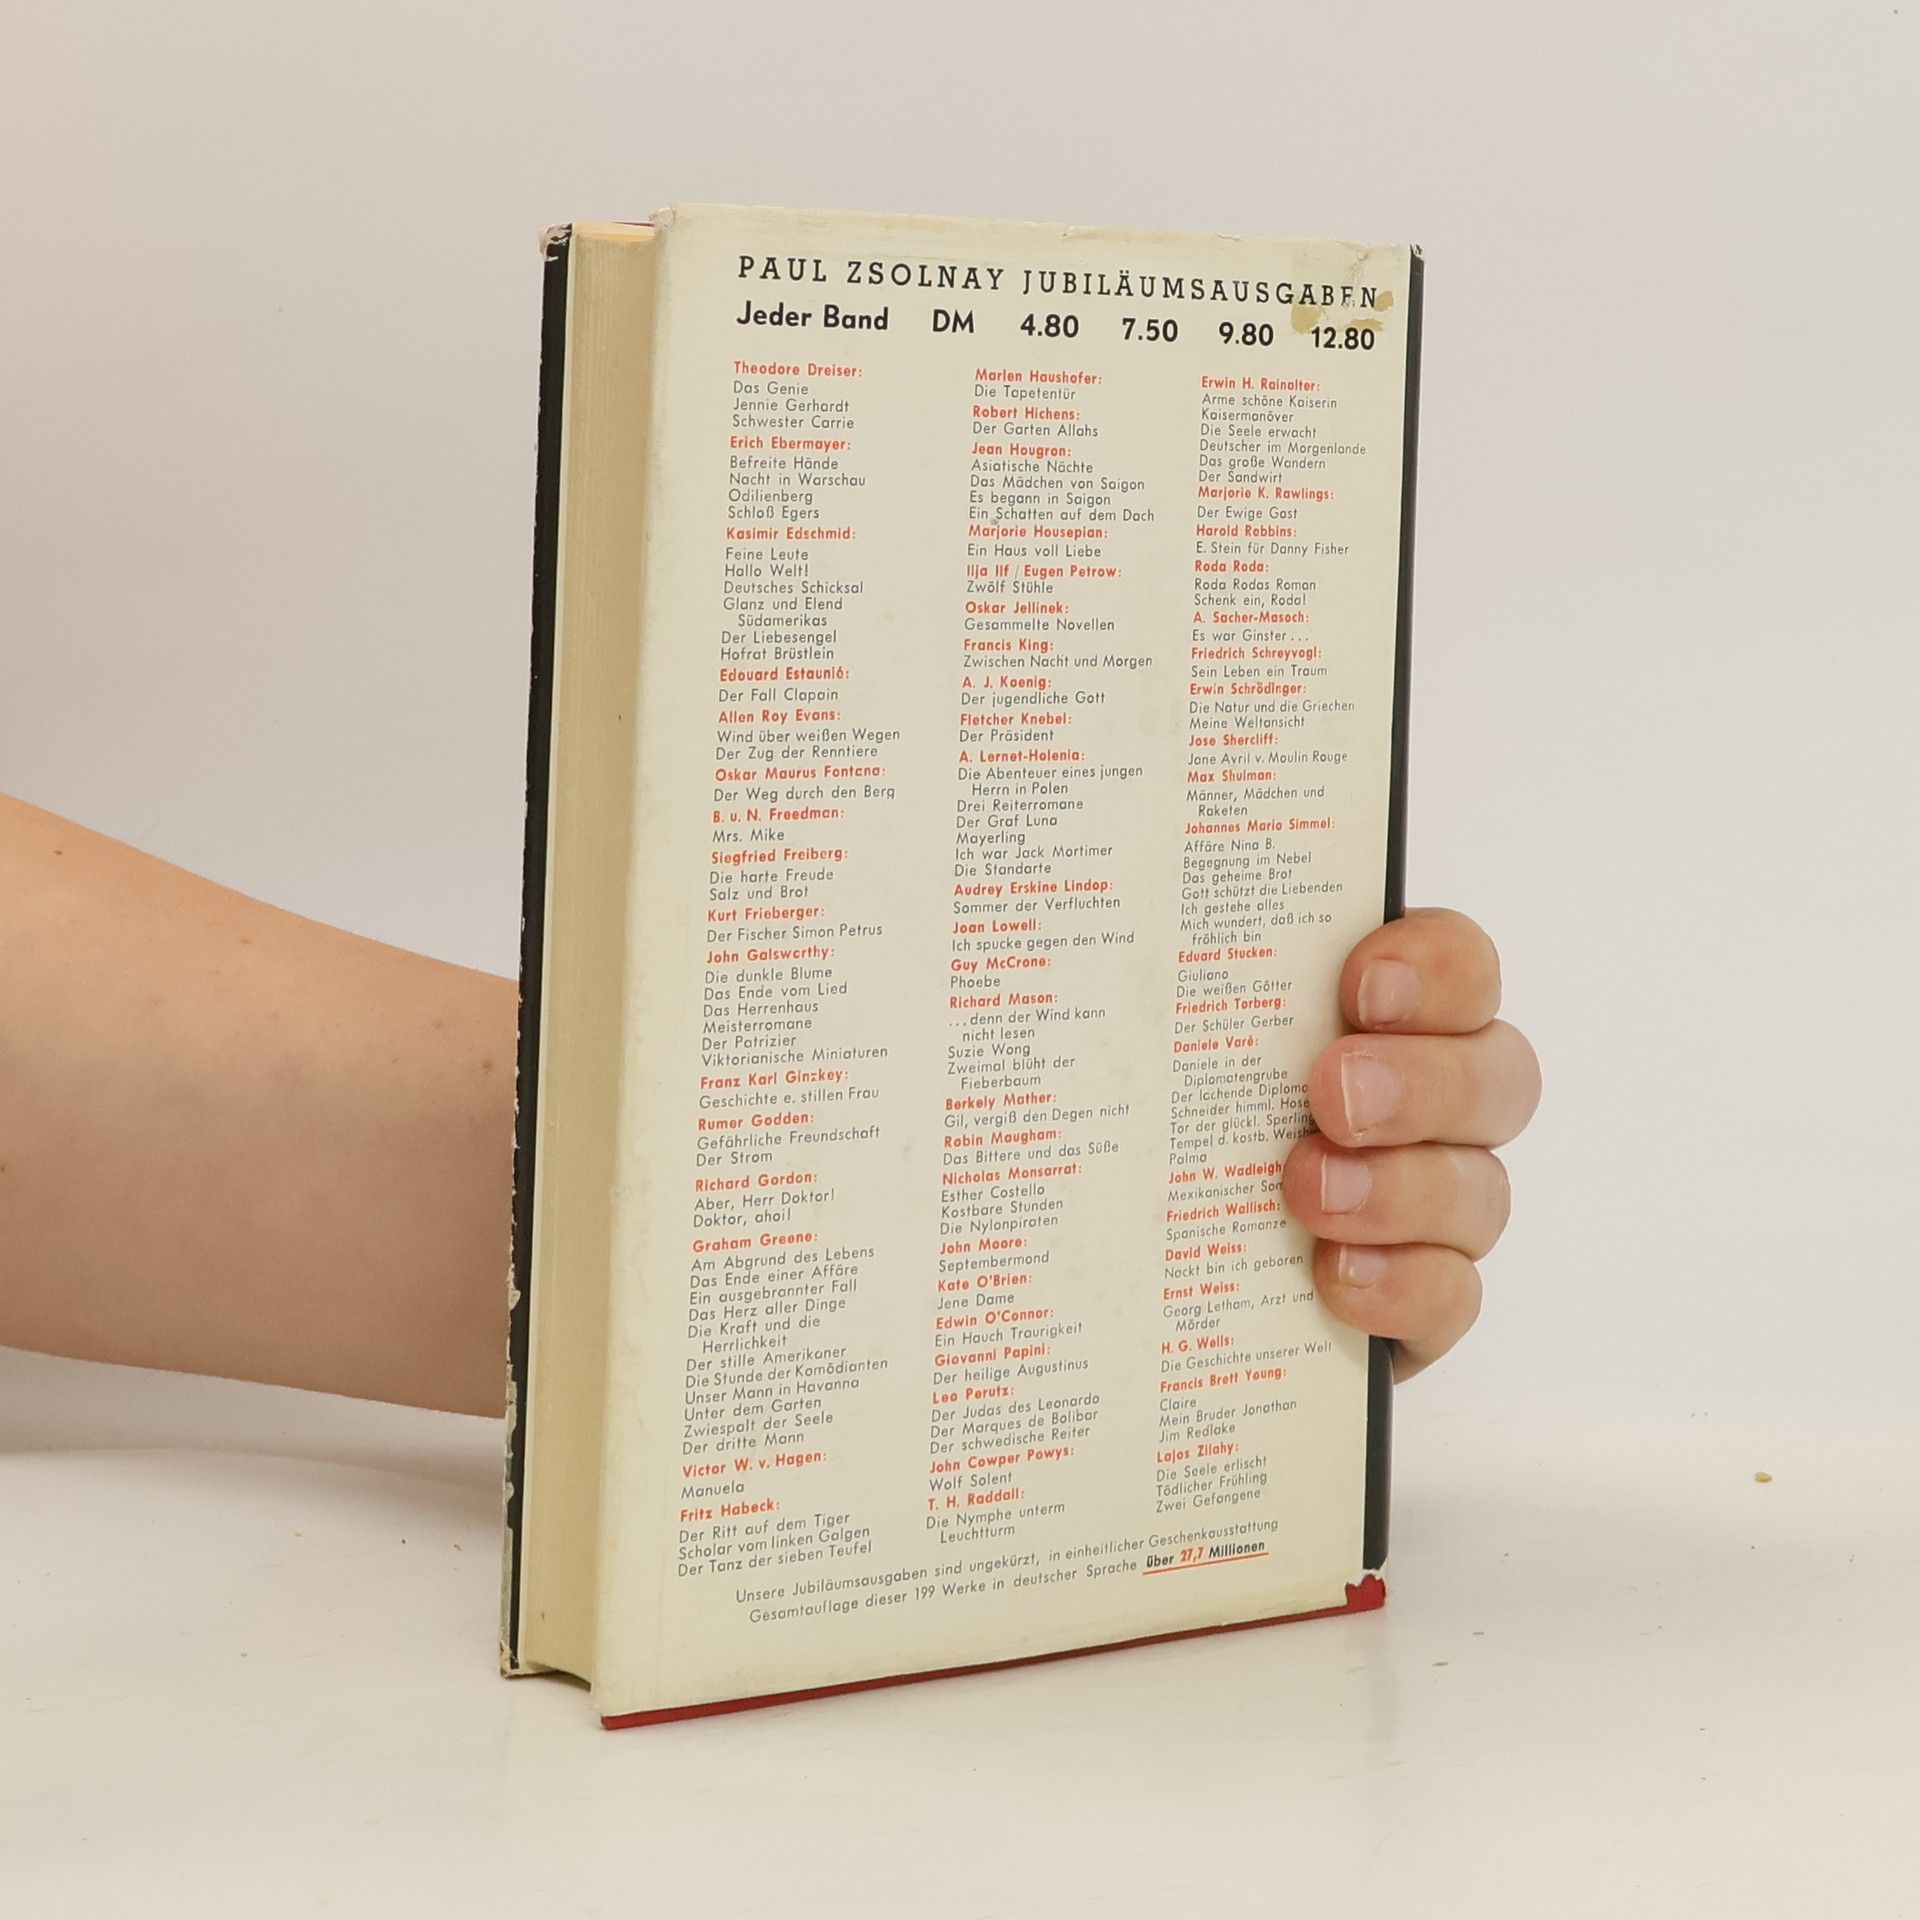 PAUL ZSOLNAY JUBILÄUMSAUSGABEN
Jeder Band DM 4.80 7.50 9.80 12.80
Theodore Dreiser:
Das Genie
Jennie Gerhardt
Schwester Carrie
Erich Ebermayer:
Befreite Hände
Nacht in Warschau
Odilienberg
Schloß Egers
Kasimir Edschmid:
Feine Leute
Hallo Welt!
Deutsches Schicksal
Glanz und Elend
Südamerikas
Der Liebesengel
Hofrat Brüstlein
Edouard Estaunié:
Der Fall Clapain
Allen Roy Evans:
Wind über weißen Wegen
Der Zug der Renntiere
Oskar Maurus Fontana:
Der Weg durch den Berg
B. u. N. Freedman:
Mrs. Mike
Siegfried Freiberg:
Die harte Freude
Salz und Brot
Kurt Frieberger:
Der Fischer Simon Petrus
John Galsworthy:
Die dunkle Blume
Das Ende vom Lied
Das Herrenhaus
Meisterromane
Der Patrizier
Viktorianische Miniaturen
Franz Karl Ginzkey:
Geschichte e. stillen Frau
Rumer Godden:
Gefährliche Freundschaft
Der Strom
Richard Gordon:
Aber, Herr Doktor!
Doktor, ahoi!
Graham Greene:
Am Abgrund des Lebens
Das Ende einer Affäre
Ein ausgebrannter Fall
Das Herz aller Dinge
Die Kraft und die
Herrlichkeit
Der stille Amerikaner
Die Stunde der Komödianten
Unser Mann in Havanna
Unter dem Garten
Zwiespalt der Seele
Der dritte Mann
Victor W. v. Hagen:
Manuela
Fritz Habeck:
Der Ritt auf dem Tiger
Scholar vom linken Galgen
Der Tanz der sieben Teufel
Marlen Haushofer:
Die Tapetentür
Robert Hichens:
Der Garten Allahs
Jean Hougron:
Asiatische Nächte
Das Mädchen von Saigon
Es begann in Saigon
Ein Schatten auf dem Dach
Marjorie Housepian:
Ein Haus voll Liebe
Ilja Ilf / Eugen Petrow:
Zwölf Stühle
Oskar Jellinek:
Gesammelte Novellen
Francis King:
Zwischen Nacht und Morgen
A. J. Koenig:
Der jugendliche Gott
Fletcher Knebel:
Der Präsident
A. Lernet-Holenia:
Die Abenteuer eines jungen
Herrn in Polen
Drei Reiterromane
Der Graf Luna
Mayerling
Ich war Jack Mortimer
Die Standarte
Audrey Erskine Lindop:
Sommer der Verfluchten
Joan Lowell:
Ich spucke gegen den Wind
Guy McCrone:
Phoebe
Richard Mason:
...denn der Wind kann
nicht lesen
Suzie Wong
Zweimal blüht der
Fieberbaum
Berkely Mather:
Gil, vergiß den Degen nicht
Robin Maugham:
Das Bittere und das Süße
Nicholas Monsarrat:
Esther Costello
Kostbare Stunden
Die Nylonpiraten
John Moore:
Septembermond
Kate O'Brien:
Jene Dame
Edwin O'Connor:
Ein Hauch Traurigkeit
Giovanni Papini:
Der heilige Augustinus
Leo Perutz:
Der Judas des Leonardo
Der Marques de Bolibar
Der schwedische Reiter
John Cowper Powys:
Wolf Solent
T. H. Raddall:
Die Nymphe unterm
Leuchtturm
Erwin H. Rainalter:
Arme schöne Kaiserin
Kaisermanöver
Die Seele erwacht
Deutscher im Morgenlande
Das große Wandern
Der Sandwirt
Marjorie K. Rawlings:
Der Ewige Gast
Harold Robbins:
E. Stein für Danny Fisher
Roda Roda:
Roda Rodas Roman
Schenk ein, Roda!
A. Sacher-Masoch:
Es war Ginster...
Friedrich Schreyvogl:
Sein Leben ein Traum
Erwin Schrödinger:
Die Natur und die Griechen
Meine Weltansicht
Jose Shercliff:
Jane Avril v. Moulin Rouge
Max Shulman:
Männer, Mädchen und
Raketen
Johannes Mario Simmel:
Affäre Nina B.
Begegnung im Nebel
Das geheime Brot
Gott schützt die Liebenden
Ich gestehe alles
Mich wundert, daß ich so
fröhlich bin
Eduard Stucken:
Giuliano
Die weißen Götter
Friedrich Torberg:
Der Schüler Gerber
Daniele Varè:
Daniele in der
Diplomatengrube
Der lachende Diploma
Schneider himml. Hose
Tor der glückl. Sperling
Tempel d. kostb. Weish
Palma
John W. Wadleigh
Mexikanischer Som
Friedrich Wallisch:
Spanische Romanze
David Weiss:
Nackt bin ich geboren
Ernst Weiss:
Georg Letham, Arzt und
Mörder
H. G. Wells:
Die Geschichte unserer Welt
Francis Brett Young:
Claire
Mein Bruder Jonathan
Jim Redlake
Lajos Zilahy:
Die Seele erlischt
Tödlicher Frühling
Zwei Gefangene
Unsere Jubiläumsausgaben sind ungekürzt, in einheitlicher Geschenkausstattung
Gesamtauflage dieser 199 Werke in deutscher Sprache über 27,7 Millionen